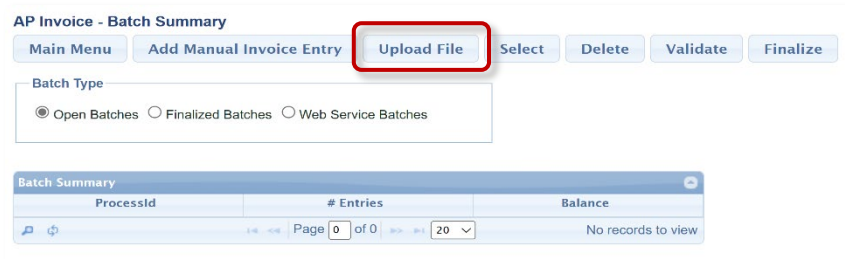 AP Invoice - Batch Summary
Main Menu Add Manual Invoice Entry Upload File Select Delete Validate Finalize
Batch Type
Open Batches Finalized Batches Web Service Batches
Batch Summary
ProcessId # Entries Balance
Page 0 of 0 20 No records to view